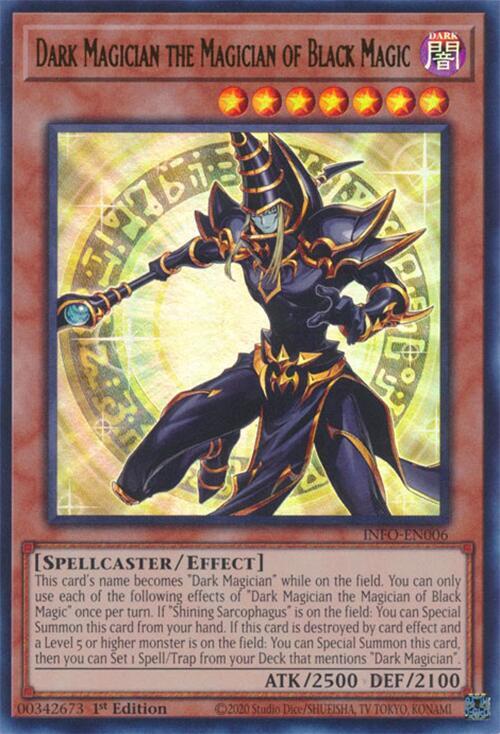 DARK MAGICIAN THE MAGICIAN OF BLACK MAGIC
DARK
闇
INFO-EN006
[SPELLCASTER/EFFECT]
This card's name becomes "Dark Magician" while on the field. You can only
use each of the following effects of "Dark Magician the Magician of Black
Magic" once per turn. If "Shining Sarcophagus" is on the field: You can Special
Summon this card from your hand. If this card is destroyed by card effect and
a Level 5 or higher monster is on the field: You can Special Summon this card,
then you can Set 1 Spell/Trap from your Deck that mentions "Dark Magician".
ATK/2500 DEF/2100
00342673 1st Edition ©2020 Studio Dice/SHUEISHA, TV TOKYO, KONAMI